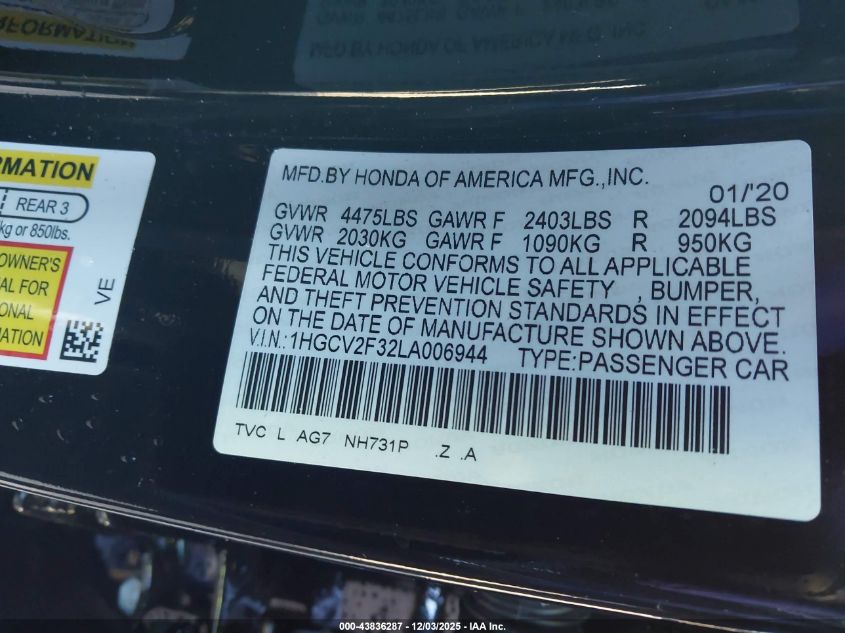 RMATION
REAR 3
kg or 850lbs.
OWNER'S
AL FOR
ONAL
MATION
VE
MFD.BY HONDA OF AMERICA MFG.,INC.
01/'20
GVWR 4475LBS GAWR F 2403LBS R 2094LBS
GVWR 2030KG GAWR F 1090KG R 950KG
THIS VEHICLE CONFORMS TO ALL APPLICABLE
FEDERAL MOTOR VEHICLE SAFETY , BUMPER,
AND THEFT PREVENTION STANDARDS IN EFFECT
ON THE DATE OF MANUFACTURE SHOWN ABOVE.
V.I.N.:1HGCV2F32LA006944 TYPE:PASSENGER CAR
TVC L AG7 NH731P .Z .A
000-43836287 - 12/03/2025 - IAA Inc.